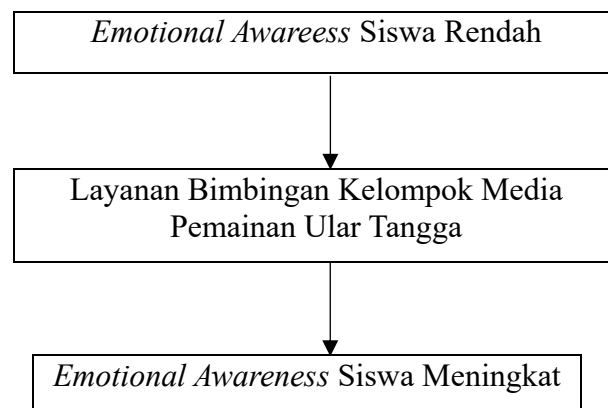 Emotional Awareess Siswa Rendah
Layanan Bimbingan Kelompok Media
Pemainan Ular Tangga
Emotional Awareness Siswa Meningkat